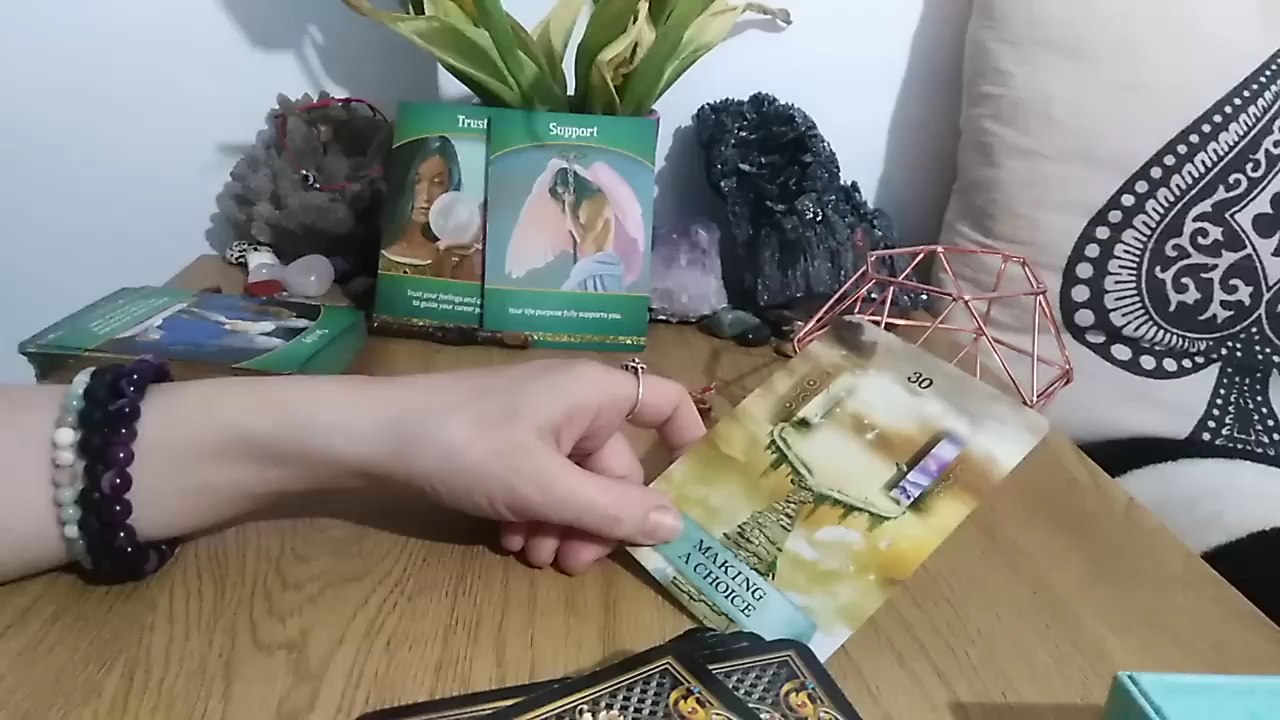 Trust
Support
Trust your feelings and
to guide your career
Your life purpose fully supports you.
30
MAKING
A CHOICE